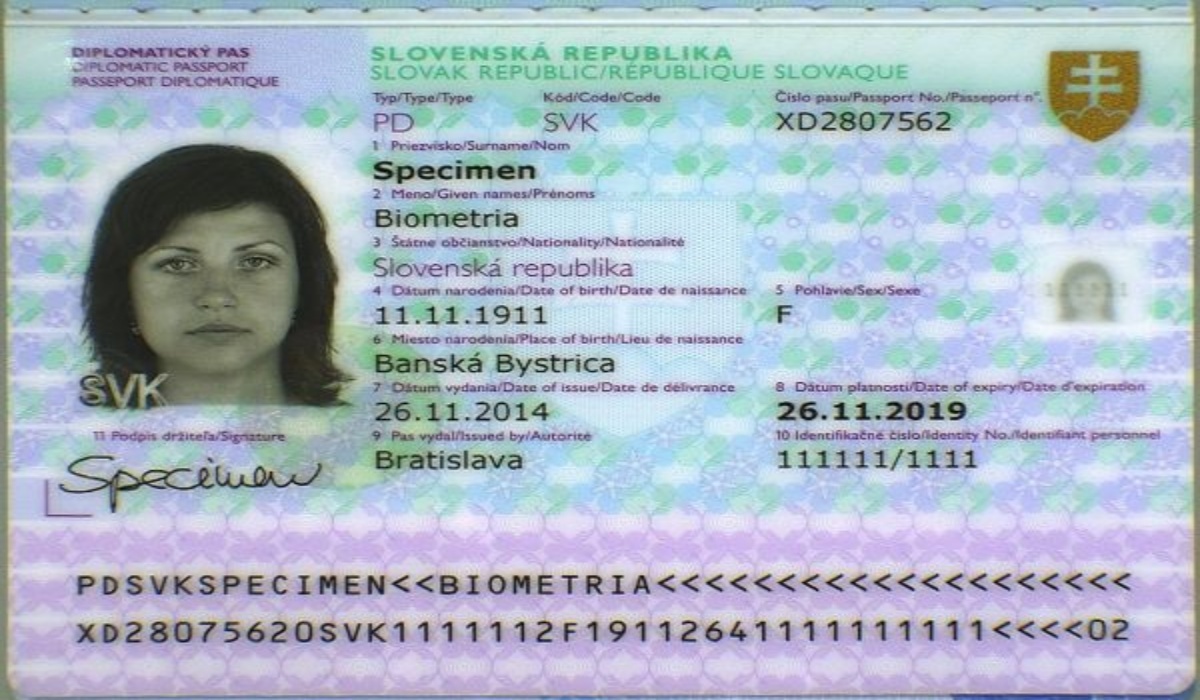 DIPLOMATICKÝ PAS
DIPLOMATIC PASSPORT
PASSEPORT DIPLOMATIQUE
SLOVENSKÁ REPUBLIKA
SLOVAK REPUBLIC/RÉPUBLIQUE SLOVAQUE
Typ/Type/Type Kód/Code/Code Číslo pasu/Passport No./Passeport n°.
PD SVK XD2807562
1 Priezvisko/Surname/Nom
Specimen
2 Meno/Given names/Prénoms
Biometria
3 Štátne občianstvo/Nationality/Nationalité
Slovenská republika
4 Dátum narodenia/Date of birth/Date de naissance 5 Pohlavie/Sex/Sexe
11.11.1911 F
6 Miesto narodenia/Place of birth/Lieu de naissance
Banská Bystrica
7 Dátum vydania/Date of issue/Date de délivrance 8 Dátum platnosti/Date of expiry/Date d'expiration
26.11.2014 26.11.2019
9 Pas vydal/Issued by/Autorité 10 Identifikačné číslo/Identity No./Identifiant personnel
Bratislava 111111/1111
SVK
11 Podpis držiteľa/Signature
Specimen
PDSVKSPECIMEN<<BIOMETRIA<<<<<<<<<<<<<<<<<<<<
XD28075620SVK1111112F19112641111111111<<<<02